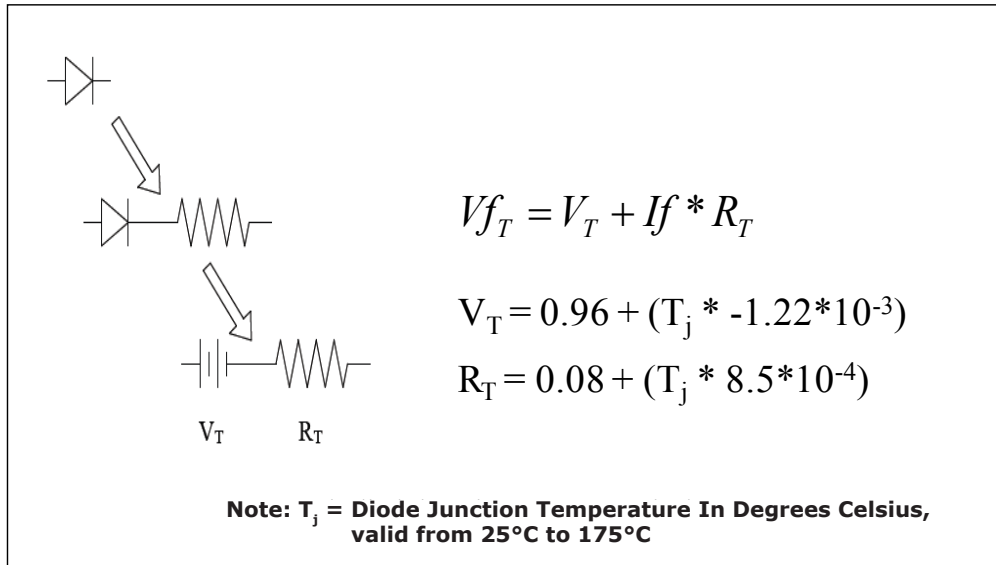 Vf_T = V_T + If * R_T
V_T = 0.96 + (T_j * -1.22*10^-3)
R_T = 0.08 + (T_j * 8.5*10^-4)
V_T R_T
Note: T_j = Diode Junction Temperature In Degrees Celsius,
valid from 25°C to 175°C